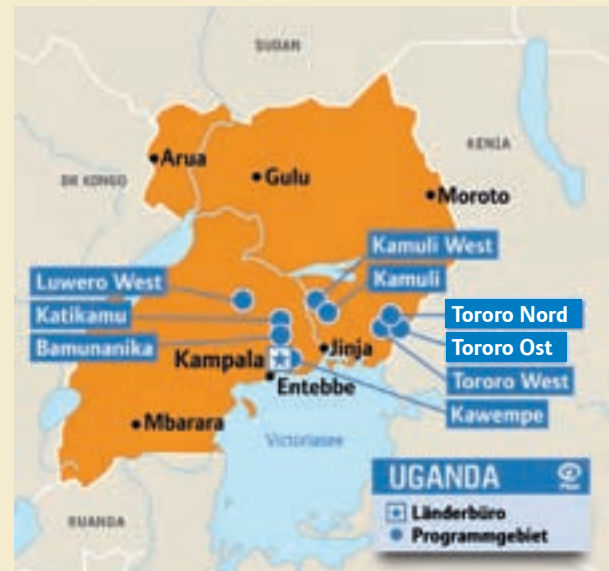 SUDAN
KENIA
DR KONGO
Arua
Gulu
Moroto
Kamuli West
Kamuli
Luwero West
Katikamu
Bamunanika
Tororo Nord
Tororo Ost
Tororo West
Kawempe
Kampala
Jinja
Entebbe
Mbarara
Victoriasee
RUANDA
UGANDA
Länderbüro
Programmgebiet